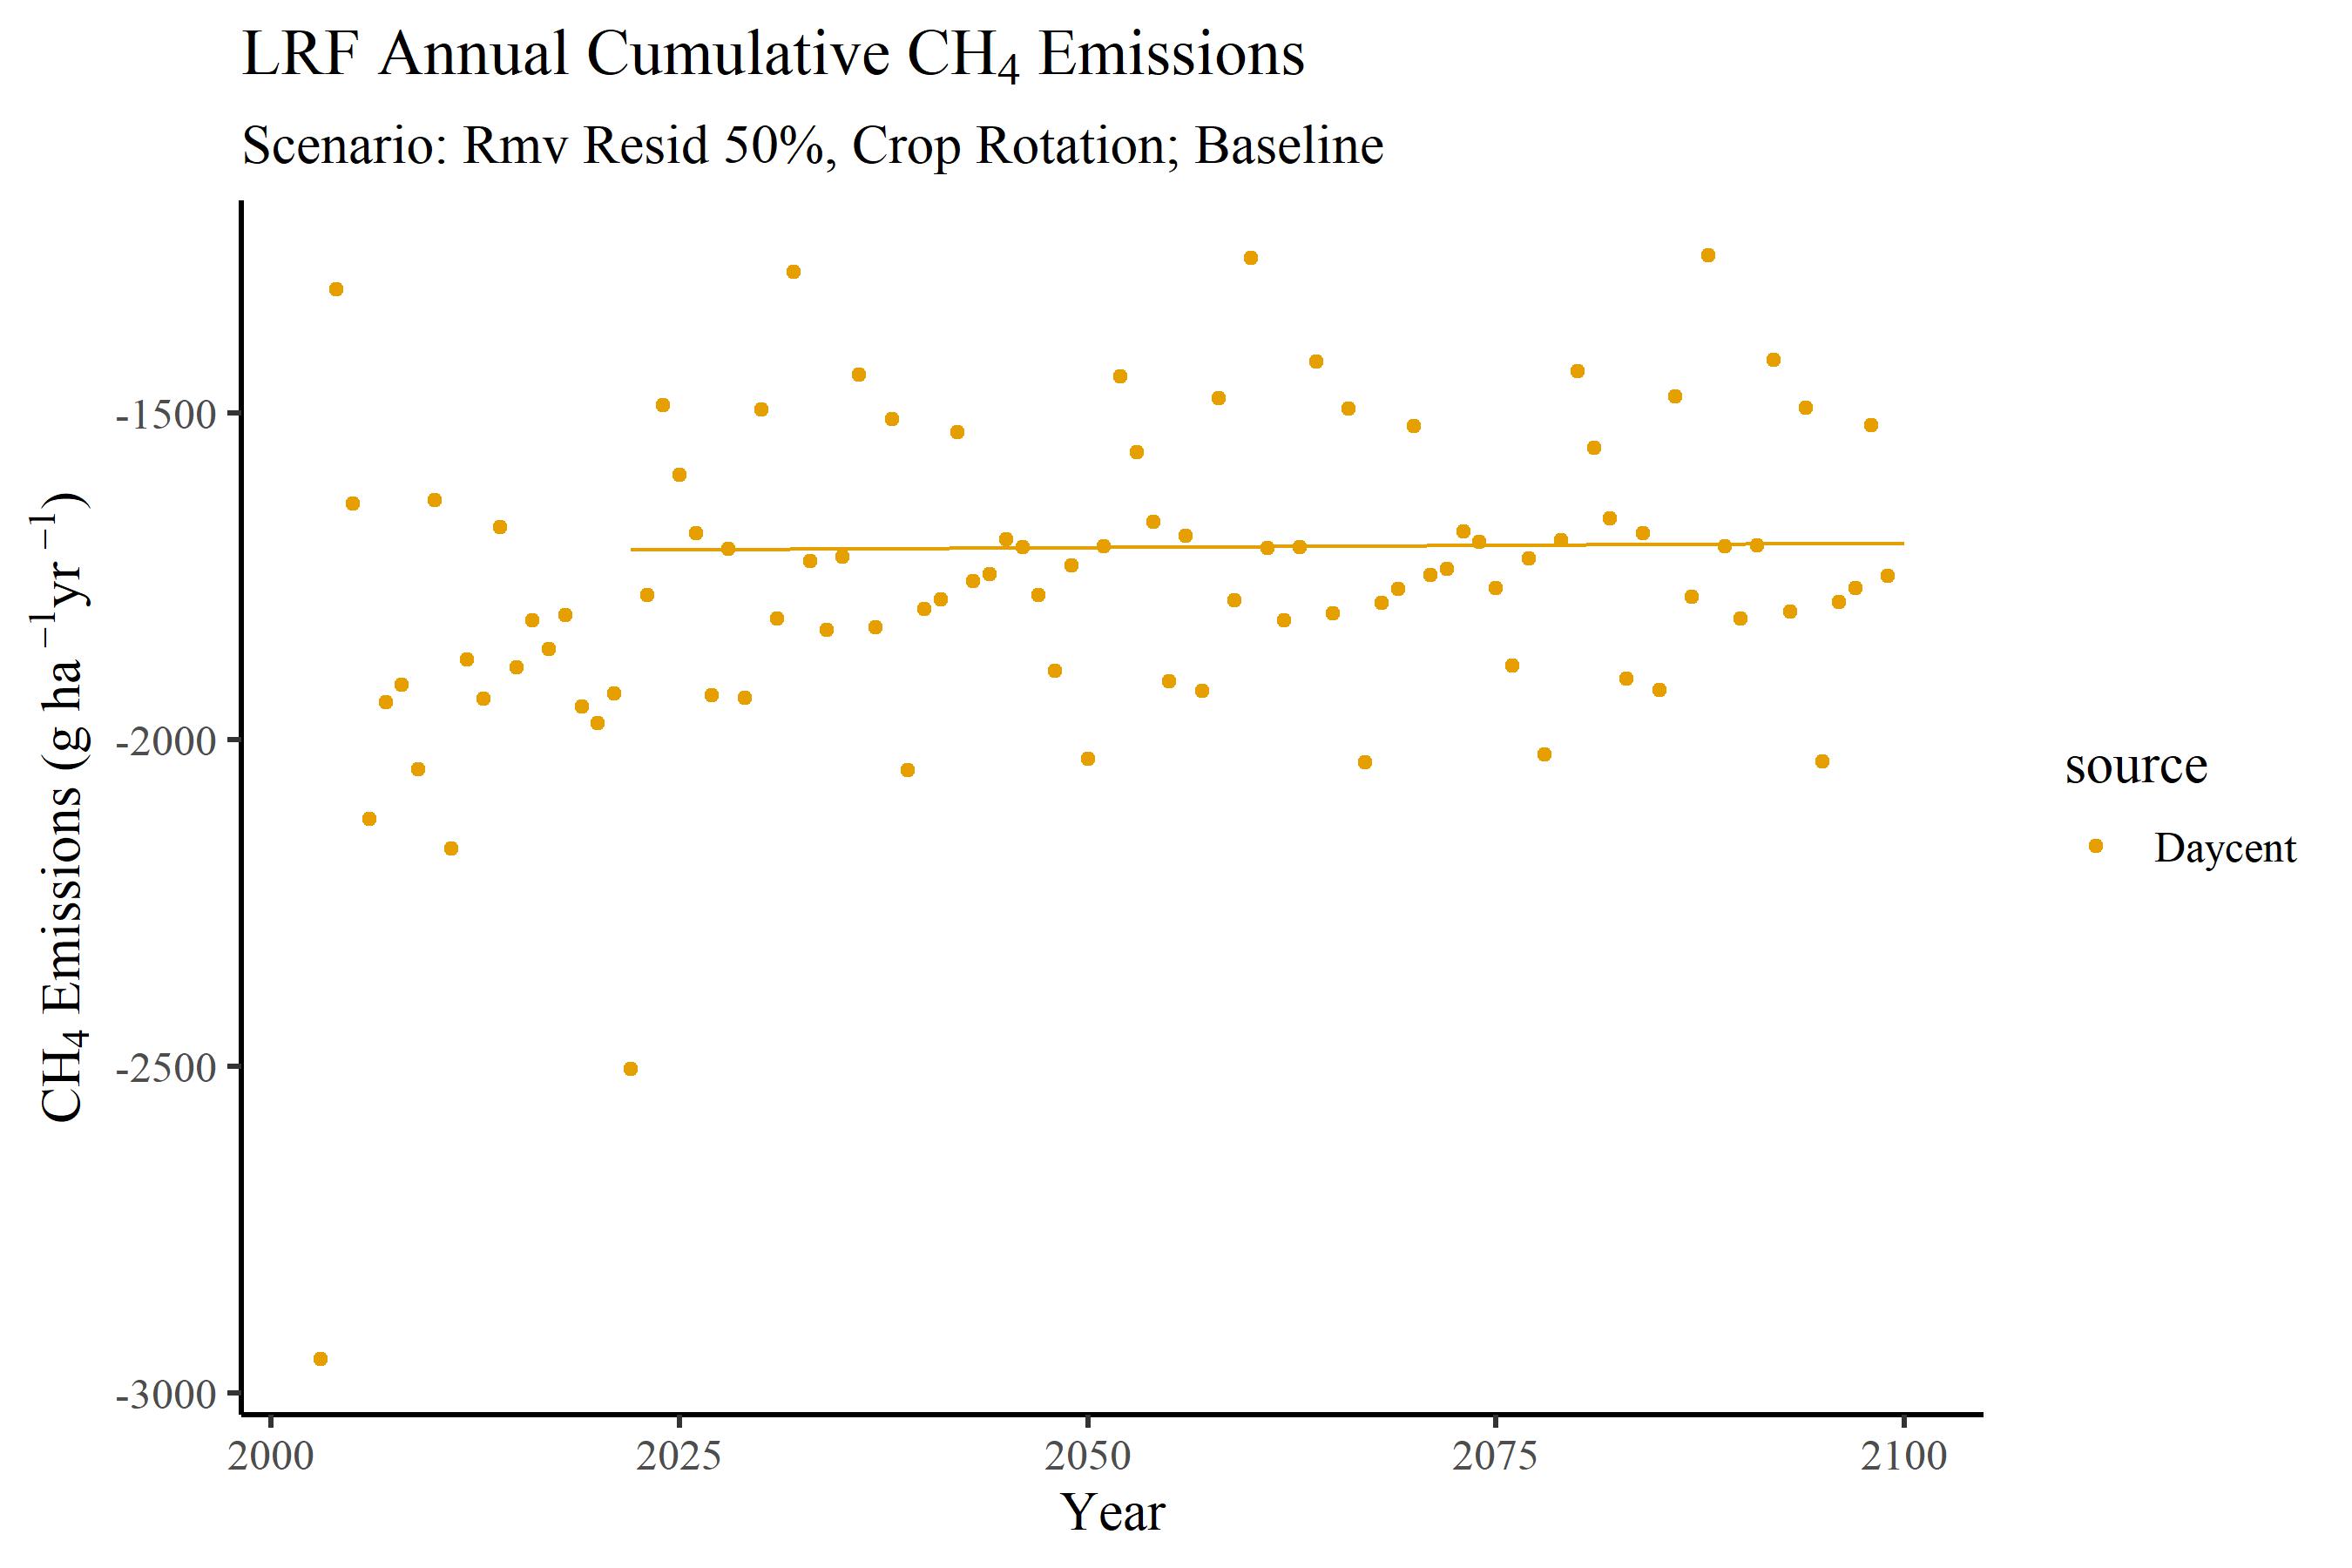 LRF Annual Cumulative CH₄ Emissions
Scenario: Rmv Resid 50%, Crop Rotation; Baseline
CH₄ Emissions (g ha⁻¹yr⁻¹)
-1500
-2000
-2500
-3000
2000 2025 2050 2075 2100
Year
source
Daycent